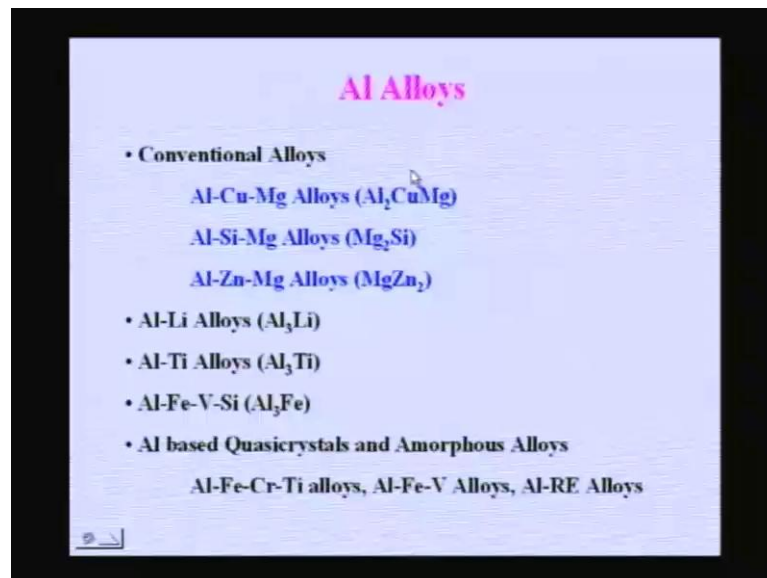 Al Alloys
• Conventional Alloys
Al-Cu-Mg Alloys (Al₂CuMg)
Al-Si-Mg Alloys (Mg₂Si)
Al-Zn-Mg Alloys (MgZn₂)
• Al-Li Alloys (Al₃Li)
• Al-Ti Alloys (Al₃Ti)
• Al-Fe-V-Si (Al₃Fe)
• Al based Quasicrystals and Amorphous Alloys
Al-Fe-Cr-Ti alloys, Al-Fe-V Alloys, Al-RE Alloys